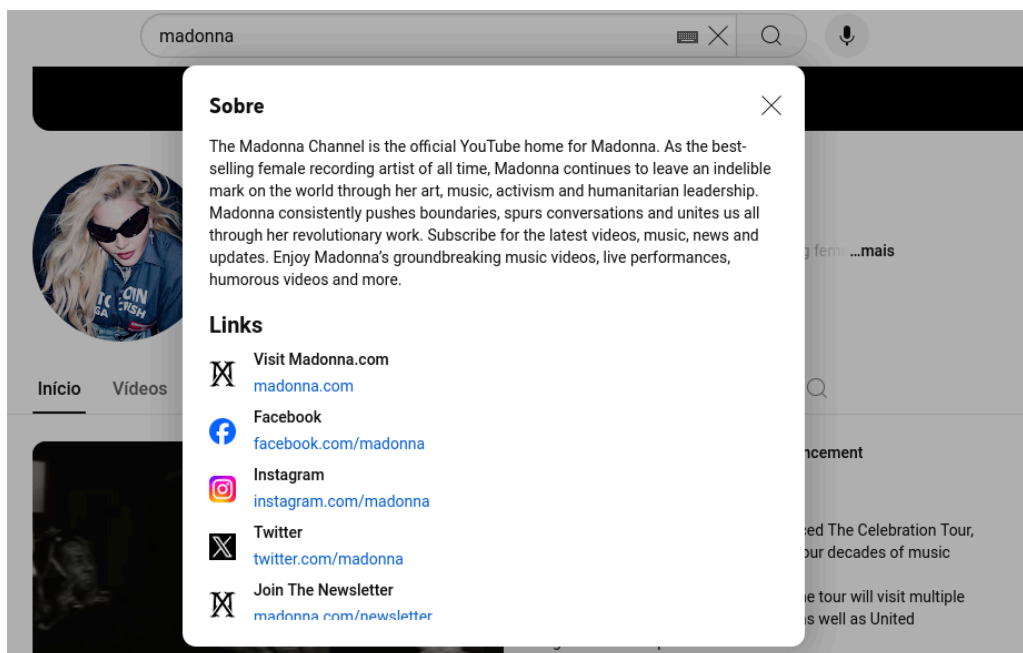 madonna
Sobre
The Madonna Channel is the official YouTube home for Madonna. As the best-
selling female recording artist of all time, Madonna continues to leave an indelible
mark on the world through her art, music, activism and humanitarian leadership.
Madonna consistently pushes boundaries, spurs conversations and unites us all
through her revolutionary work. Subscribe for the latest videos, music, news and
updates. Enjoy Madonna’s groundbreaking music videos, live performances,
humorous videos and more.
...mais
Links
Visit Madonna.com
madonna.com
Início Vídeos
Facebook
facebook.com/madonna
Instagram
instagram.com/madonna
Twitter
twitter.com/madonna
Join The Newsletter
madonna.com/newsletter
ncement
ced The Celebration Tour,
our decades of music
e tour will visit multiple
as well as United